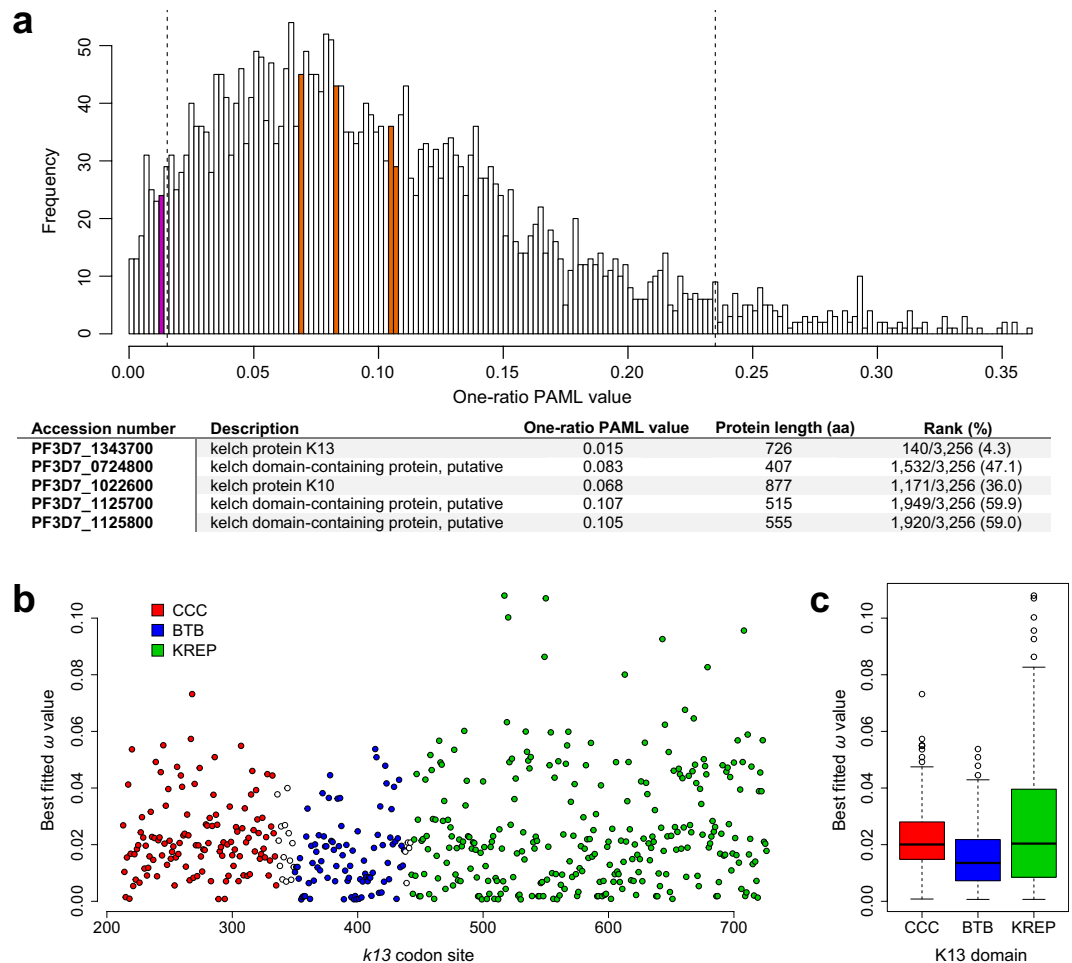 a
50
40
30
20
10
0
Frequency
0.00 0.05 0.10 0.15 0.20 0.25 0.30 0.35
One-ratio PAML value
Accession number Description One-ratio PAML value Protein length (aa) Rank (%)
PF3D7_1343700 kelch protein K13 0.015 726 140/3,256 (4.3)
PF3D7_0724800 kelch domain-containing protein, putative 0.083 407 1,532/3,256 (47.1)
PF3D7_1022600 kelch protein K10 0.068 877 1,171/3,256 (36.0)
PF3D7_1125700 kelch domain-containing protein, putative 0.107 515 1,949/3,256 (59.9)
PF3D7_1125800 kelch domain-containing protein, putative 0.105 555 1,920/3,256 (59.0)
b
CCC
BTB
KREP
0.10
0.08
0.06
0.04
0.02
0.00
Best fitted ω value
200 300 400 500 600 700
k13 codon site
c
0.10
0.08
0.06
0.04
0.02
0.00
Best fitted ω value
CCC BTB KREP
K13 domain